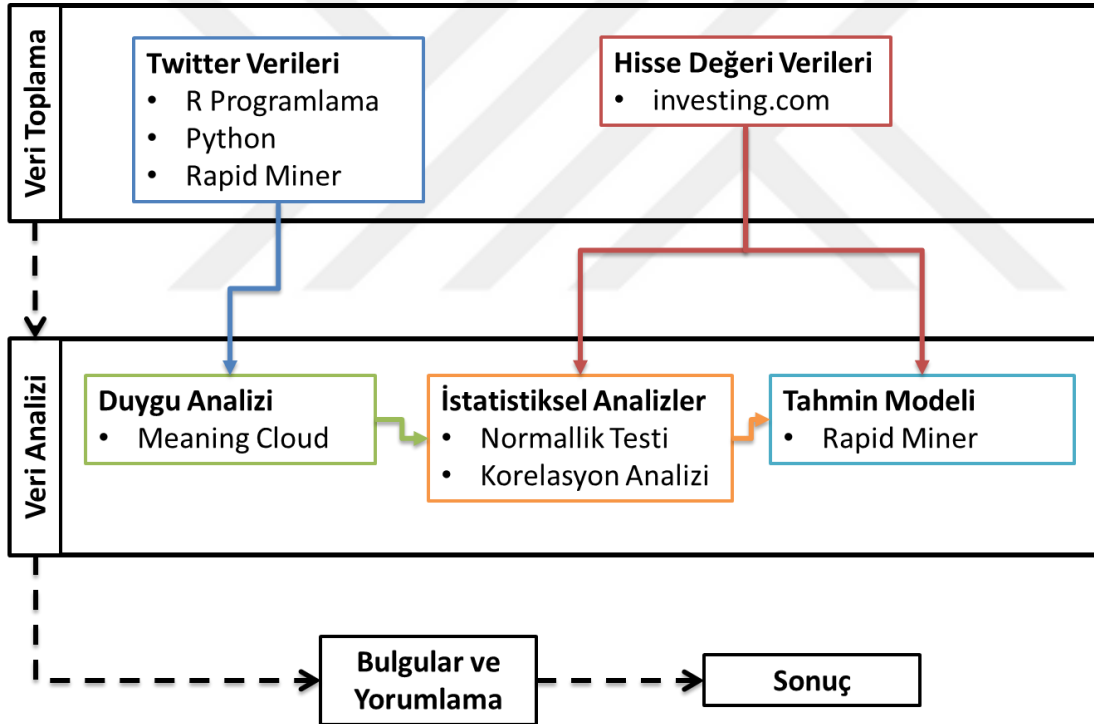 Veri Toplama
Twitter Verileri
• R Programlama
• Python
• Rapid Miner
Hisse Değeri Verileri
• investing.com
Veri Analizi
Duygu Analizi
• Meaning Cloud
İstatistiksel Analizler
• Normallik Testi
• Korelasyon Analizi
Tahmin Modeli
• Rapid Miner
Bulgular ve
Yorumlama
Sonuç